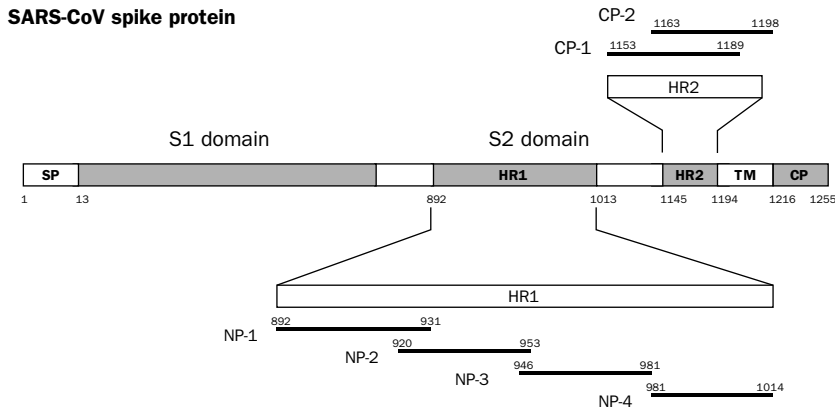 SARS-CoV spike protein
CP-2
1163 1198
CP-1
1153 1189
HR2
S1 domain S2 domain
SP HR1 HR2 TM CP
1 13 892 1013 1145 1194 1216 1255
HR1
NP-1
892 931
NP-2
920 953
NP-3
946 981
NP-4
981 1014